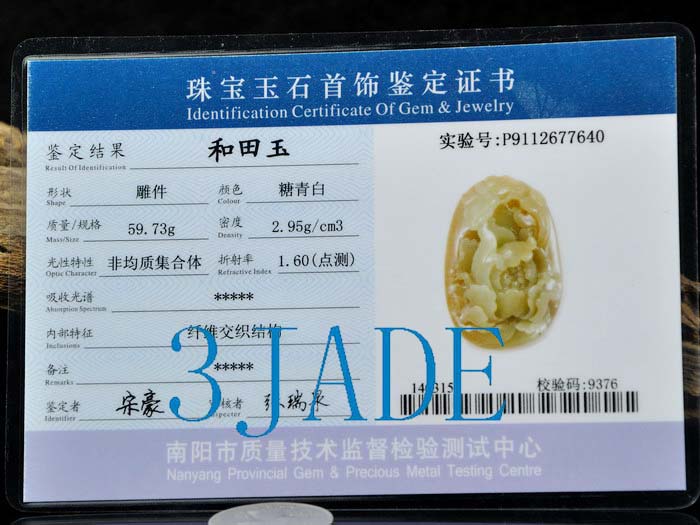 珠宝玉石首饰鉴定证书
Identification Certificate Of Gem & Jewelry
鉴定结果 和田玉
Result Of Identification
实验号:P9112677640
形状 雕件 颜色 糖青白
Shape Colour
质量/规格 59.73g 密度 2.95g/cm3
Mass/Size Density
光性特征 非均质集合体 折射率 1.60(点测)
Optic Character Refractive Index
吸收光谱 *****
Absorption Spectrum
内部特征 纤维交织结构
Inclusions
备注 *****
Remarks
校验码:9376
鉴定者 宋豪
Identifier
3 JADE
南阳市质量技术监督检验测试中心
Nanyang Provincial Gem & Precious Metal Testing Centre